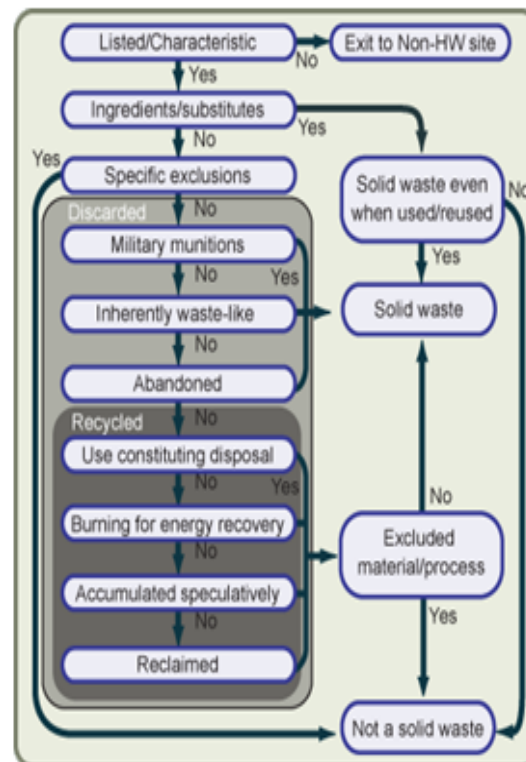 Listed/Characteristic
No
Exit to Non-HW site
Yes
Ingredients/substitutes
Yes
No
Yes
Specific exclusions
Solid waste even
when used/reused
No
Discarded
No
Military munitions
No
Yes
Yes
Inherently waste-like
Solid waste
No
Abandoned
Recycled
No
Use constituting disposal
No
Yes
No
Burning for energy recovery
Excluded
material/process
No
Accumulated speculatively
Yes
No
Reclaimed
Not a solid waste